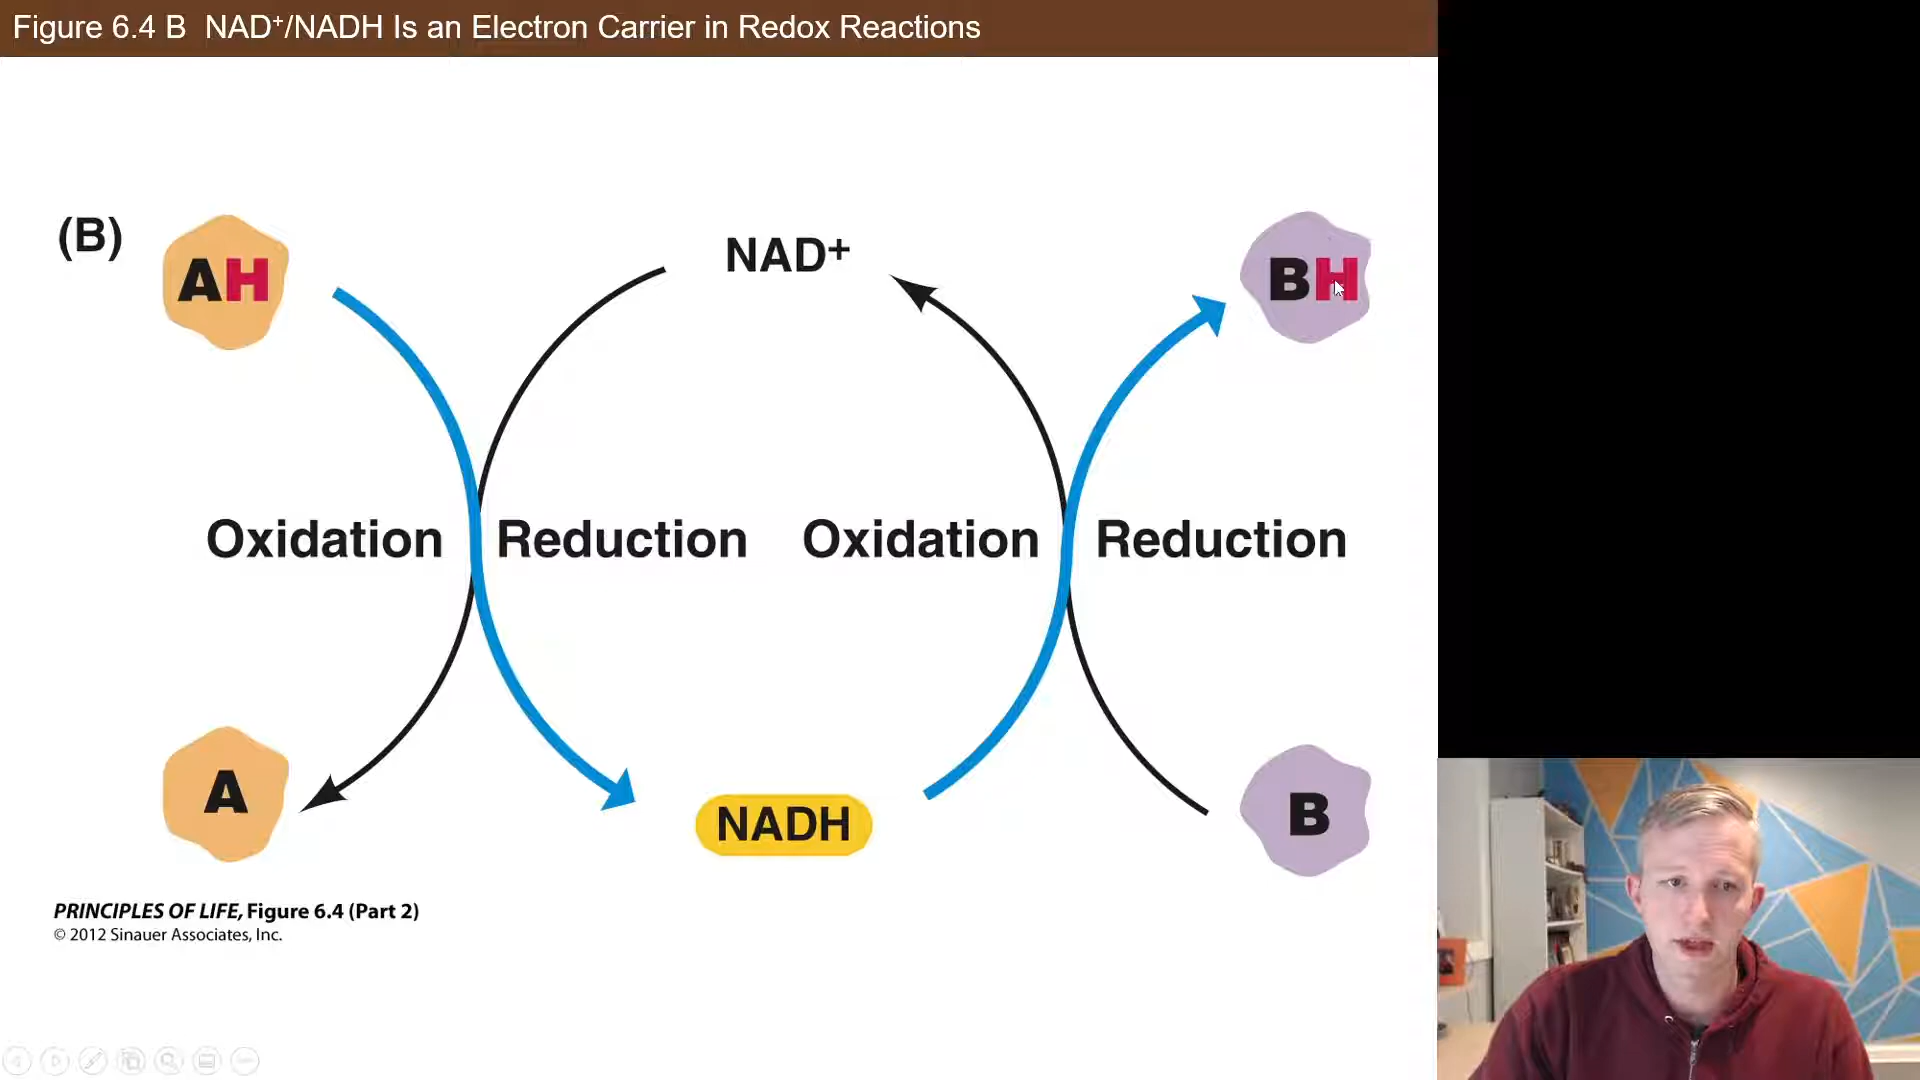 Figure 6.4 B  NAD⁺/NADH Is an Electron Carrier in Redox Reactions
(B)
AH
NAD⁺
BH
Oxidation
Reduction
Oxidation
Reduction
A
NADH
B
PRINCIPLES OF LIFE, Figure 6.4 (Part 2)
© 2012 Sinauer Associates, Inc.